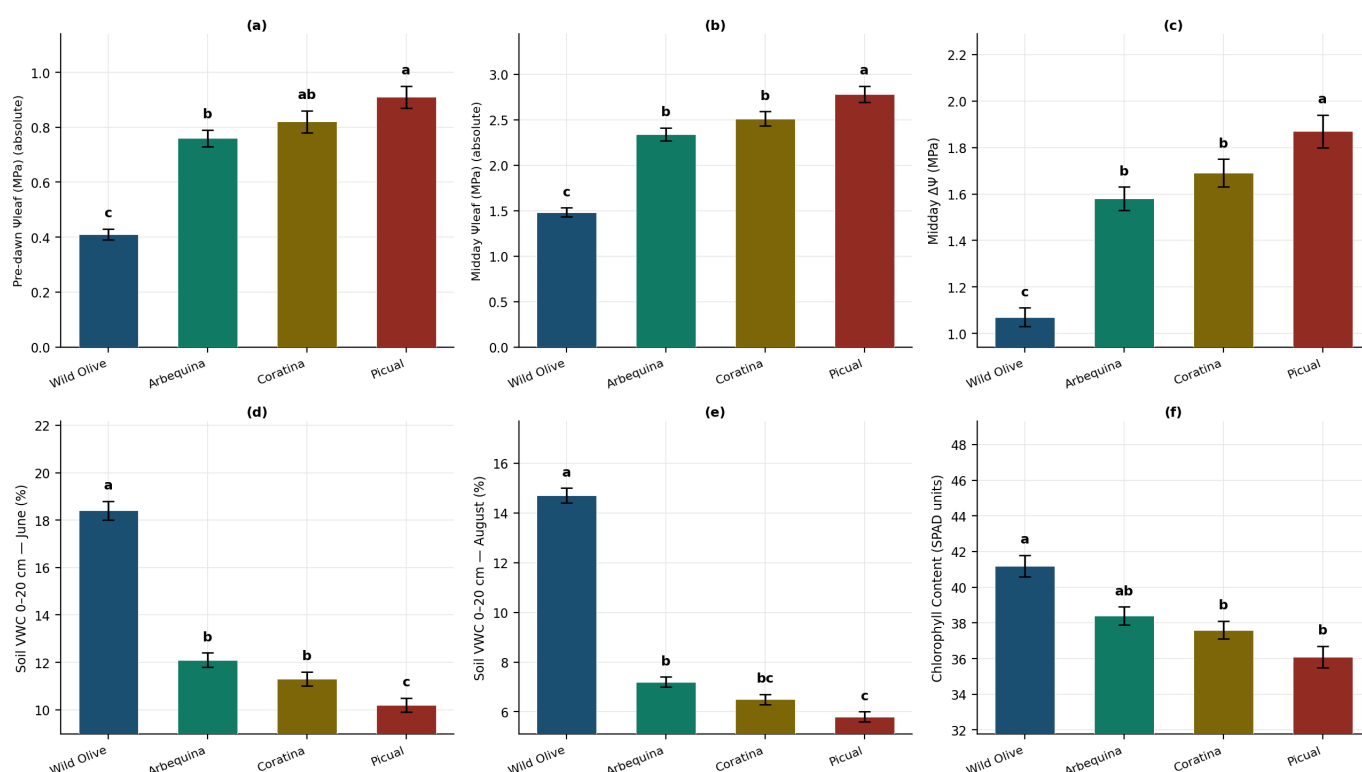 (a)
Pre-dawn Ψleaf (MPa) (absolute)
1.0
0.8
0.6
0.4
0.2
0.0
c
b
ab
a
Wild Olive
Arbequina
Coratina
Picual
(b)
Midday Ψleaf (MPa) (absolute)
3.0
2.5
2.0
1.5
1.0
0.5
0.0
c
b
b
a
Wild Olive
Arbequina
Coratina
Picual
(c)
Midday ΔΨ (MPa)
2.2
2.0
1.8
1.6
1.4
1.2
1.0
c
b
b
a
Wild Olive
Arbequina
Coratina
Picual
(d)
Soil VWC 0–20 cm — June (%)
22
20
18
16
14
12
10
a
b
b
c
Wild Olive
Arbequina
Coratina
Picual
(e)
Soil VWC 0–20 cm — August (%)
16
14
12
10
8
6
a
b
bc
c
Wild Olive
Arbequina
Coratina
Picual
(f)
Chlorophyll Content (SPAD units)
48
46
44
42
40
38
36
34
32
a
ab
b
b
Wild Olive
Arbequina
Coratina
Picual